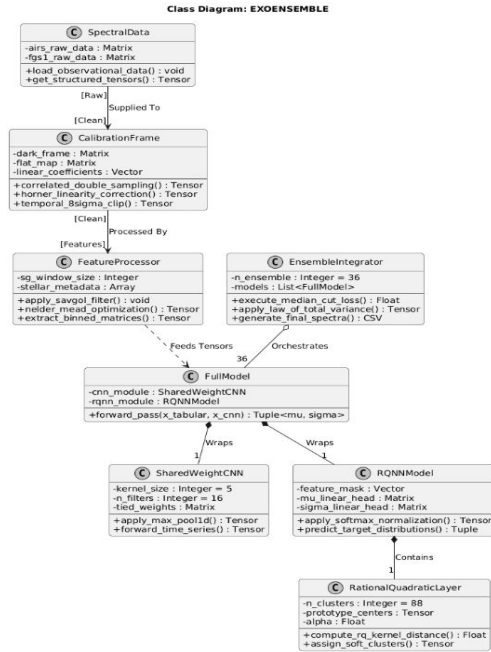 Class Diagram: EXOENSEMBLE
C SpectralData
-airs_raw_data : Matrix
-fgs1_raw_data : Matrix
+load_observational_data() : void
+get_structured_tensors() : Tensor
[Raw]
Supplied To
[Clean]
C CalibrationFrame
-dark_frame : Matrix
-flat_map : Matrix
-linear_coefficients : Vector
+correlated_double_sampling() : Tensor
+horner_linearity_correction() : Tensor
+temporal_8sigma_clip() : Tensor
[Clean]
Processed By
[Features]
C FeatureProcessor
-sg_window_size : Integer
-stellar_metadata : Array
+apply_savgol_filter() : void
+nelder_mead_optimization() : Tensor
+extract_binned_matrices() : Tensor
C EnsembleIntegrator
-n_ensemble : Integer = 36
-models : List<FullModel>
+execute_median_cut_loss() : Float
+apply_law_of_total_variance() : Tensor
+generate_final_spectra() : CSV
Feeds Tensors
Orchestrates
36
C FullModel
-cnn_module : SharedWeightCNN
-rqnn_module : RQNNModel
+forward_pass(x_tabular, x_cnn) : Tuple<mu, sigma>
Wraps
1
Wraps
1
C SharedWeightCNN
-kernel_size : Integer = 5
-n_filters : Integer = 16
-tied_weights : Matrix
+apply_max_pool1d() : Tensor
+forward_time_series() : Tensor
C RQNNModel
-feature_mask : Vector
-mu_linear_head : Matrix
-sigma_linear_head : Matrix
+apply_softmax_normalization() : Tensor
+predict_target_distributions() : Tuple
Contains
1
C RationalQuadraticLayer
-n_clusters : Integer = 88
-prototype_centers : Tensor
-alpha : Float
+compute_rq_kernel_distance() : Float
+assign_soft_clusters() : Tensor